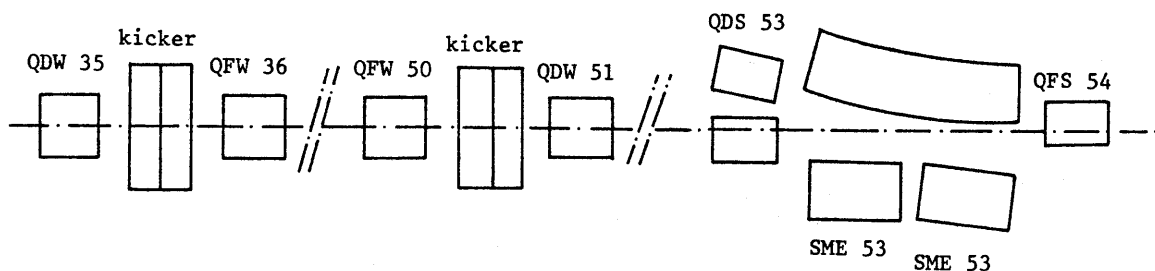 QDW 35
kicker
QFW 36
QFW 50
kicker
QDW 51
QDS 53
QFS 54
SME 53
SME 53